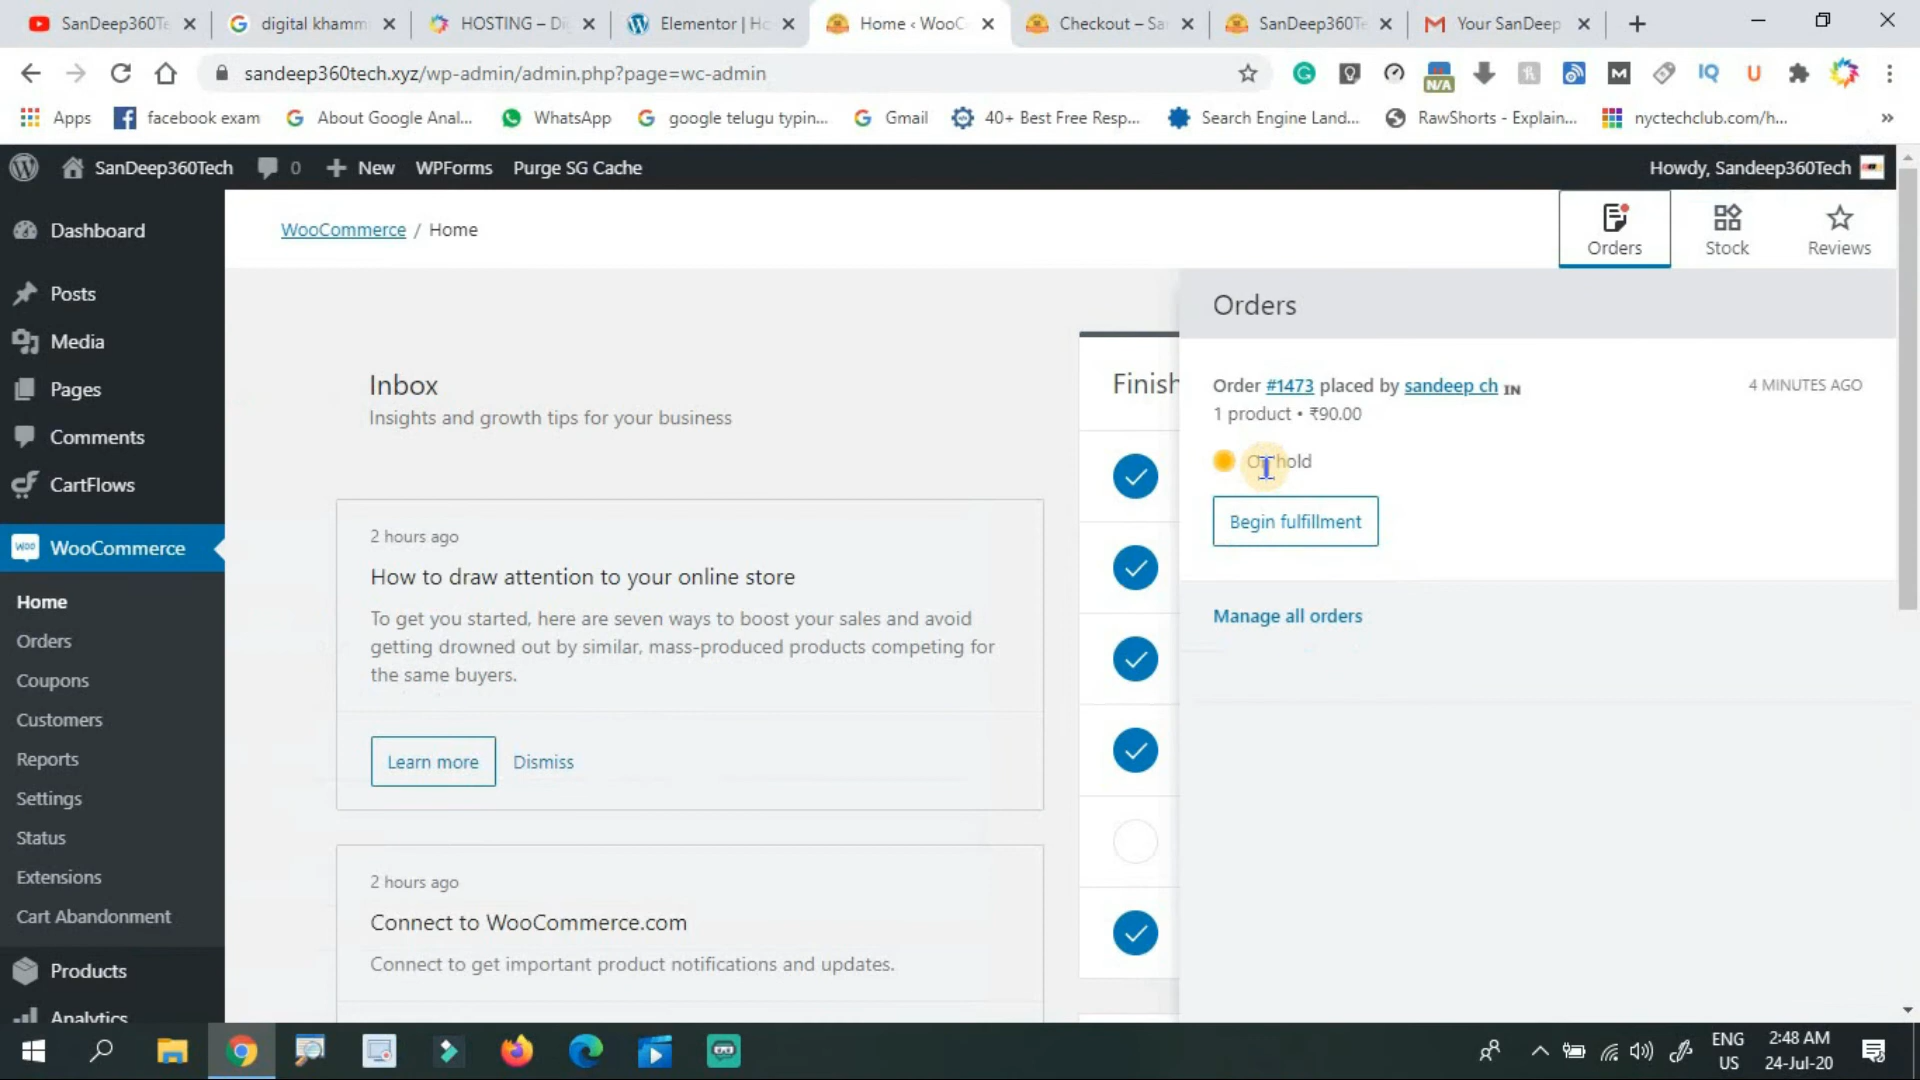 SanDeep360Te
digital khamm
HOSTING – Di
Elementor | Ho
Home ‹ WooC
Checkout – Sa
SanDeep360Te
Your SanDeep
sandeep360tech.xyz/wp-admin/admin.php?page=wc-admin
N/A
IQ
U
Apps
facebook exam
About Google Anal...
WhatsApp
google telugu typin...
Gmail
40+ Best Free Resp...
Search Engine Land...
RawShorts - Explain...
nyctechclub.com/h...
»
SanDeep360Tech
0
New
WPForms
Purge SG Cache
Howdy, Sandeep360Tech
Dashboard
Posts
Media
Pages
Comments
CartFlows
WooCommerce
Home
Orders
Coupons
Customers
Reports
Settings
Status
Extensions
Cart Abandonment
Products
Analytics
WooCommerce / Home
Orders
Stock
Reviews
Inbox
Insights and growth tips for your business
2 hours ago
How to draw attention to your online store
To get you started, here are seven ways to boost your sales and avoid
getting drowned out by similar, mass-produced products competing for
the same buyers.
Learn more
Dismiss
2 hours ago
Connect to WooCommerce.com
Connect to get important product notifications and updates.
Finish
Orders
Order #1473 placed by sandeep ch IN
4 MINUTES AGO
1 product • ₹90.00
On hold
Begin fulfillment
Manage all orders
ENG
US
2:48 AM
24-Jul-20